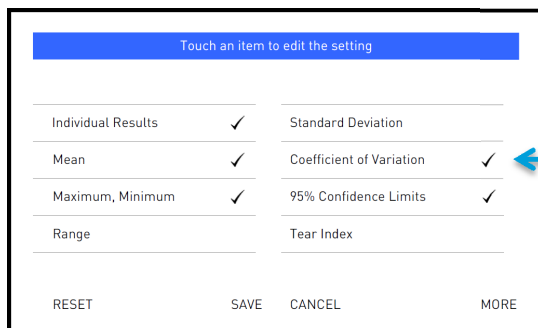 Touch an item to edit the setting
Individual Results ✓ Standard Deviation
Mean ✓ Coefficient of Variation ✓
Maximum, Minimum ✓ 95% Confidence Limits ✓
Range Tear Index
RESET SAVE CANCEL MORE